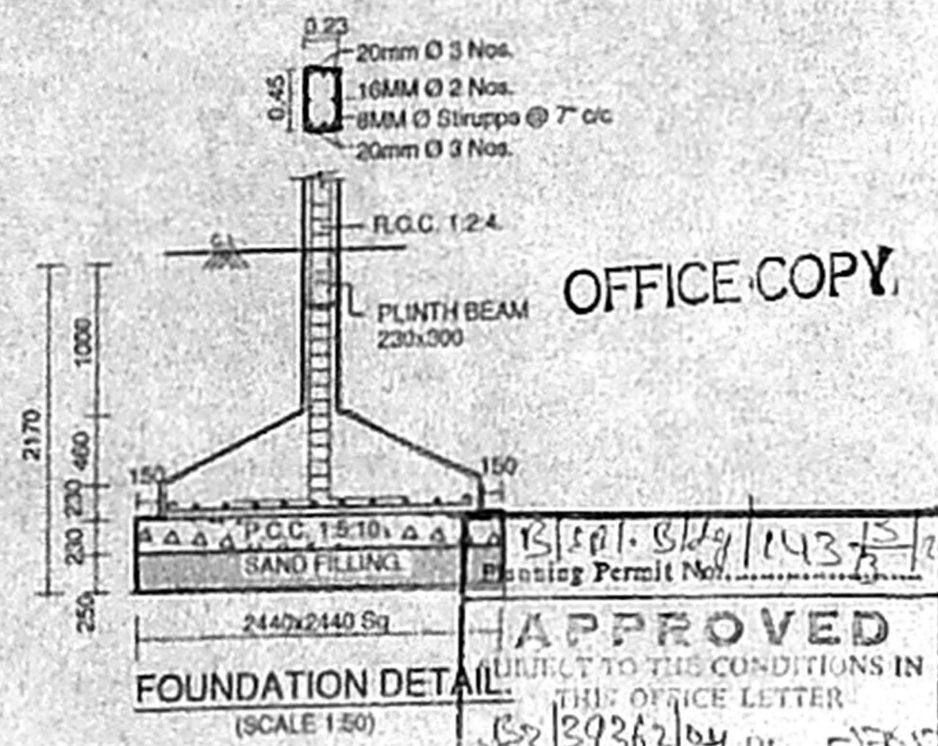 0.23
20mm Ø 3 Nos.
16MM Ø 2 Nos.
0.45
8MM Ø Stirupps @ 7" c/c
20mm Ø 3 Nos.
R.C.C. 1:2:4.
G.L
OFFICE COPY
PLINTH BEAM
230x300
1000
2170
460
150
150
230
P.C.C. 1:5:10
230
SAND FILLING
250
2440x2440 Sq
Planning Permit No.
APPROVED
SUBJECT TO THE CONDITIONS IN
THIS OFFICE LETTER
FOUNDATION DETAIL.
(SCALE 1:50)